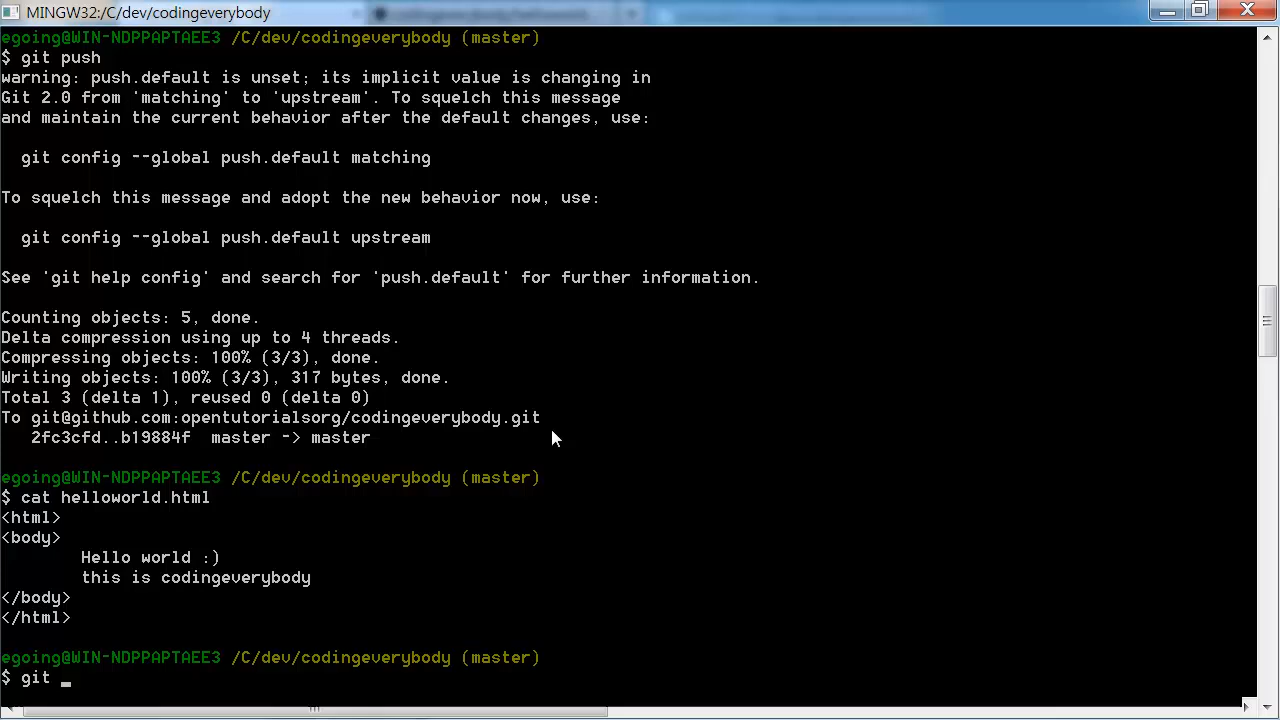 MINGW32:/C/dev/codingeverybody
egoing@WIN-NDPPAPTAEE3 /C/dev/codingeverybody (master)
$ git push
warning: push.default is unset; its implicit value is changing in
Git 2.0 from 'matching' to 'upstream'. To squelch this message
and maintain the current behavior after the default changes, use:
git config --global push.default matching
To squelch this message and adopt the new behavior now, use:
git config --global push.default upstream
See 'git help config' and search for 'push.default' for further information.
Counting objects: 5, done.
Delta compression using up to 4 threads.
Compressing objects: 100% (3/3), done.
Writing objects: 100% (3/3), 317 bytes, done.
Total 3 (delta 1), reused 0 (delta 0)
To git@github.com:opentutorialsorg/codingeverybody.git
2fc3cfd..b19884f  master -> master
egoing@WIN-NDPPAPTAEE3 /C/dev/codingeverybody (master)
$ cat helloworld.html
<html>
<body>
Hello world :)
this is codingeverybody
</body>
</html>
egoing@WIN-NDPPAPTAEE3 /C/dev/codingeverybody (master)
$ git _